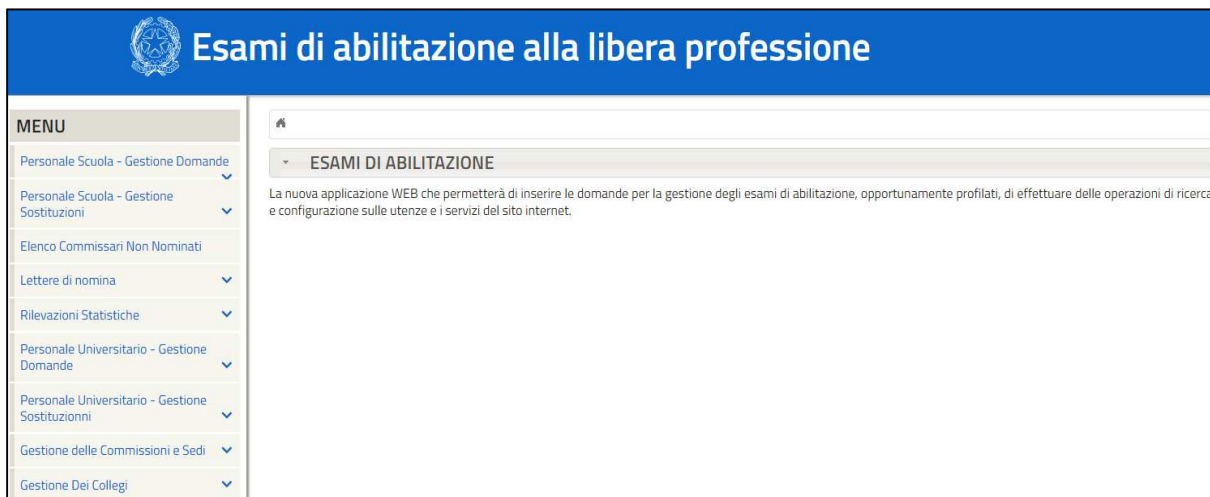 Esami di abilitazione alla libera professione
MENU
Personale Scuola - Gestione Domande
Personale Scuola - Gestione
Sostituzioni
Elenco Commissari Non Nominati
Lettere di nomina
Rilevazioni Statistiche
Personale Universitario - Gestione
Domande
Personale Universitario - Gestione
Sostituzionni
Gestione delle Commissioni e Sedi
Gestione Dei Collegi
ESAMI DI ABILITAZIONE
La nuova applicazione WEB che permetterà di inserire le domande per la gestione degli esami di abilitazione, opportunamente profilati, di effettuare delle operazioni di ricerca
e configurazione sulle utenze e i servizi del sito internet.